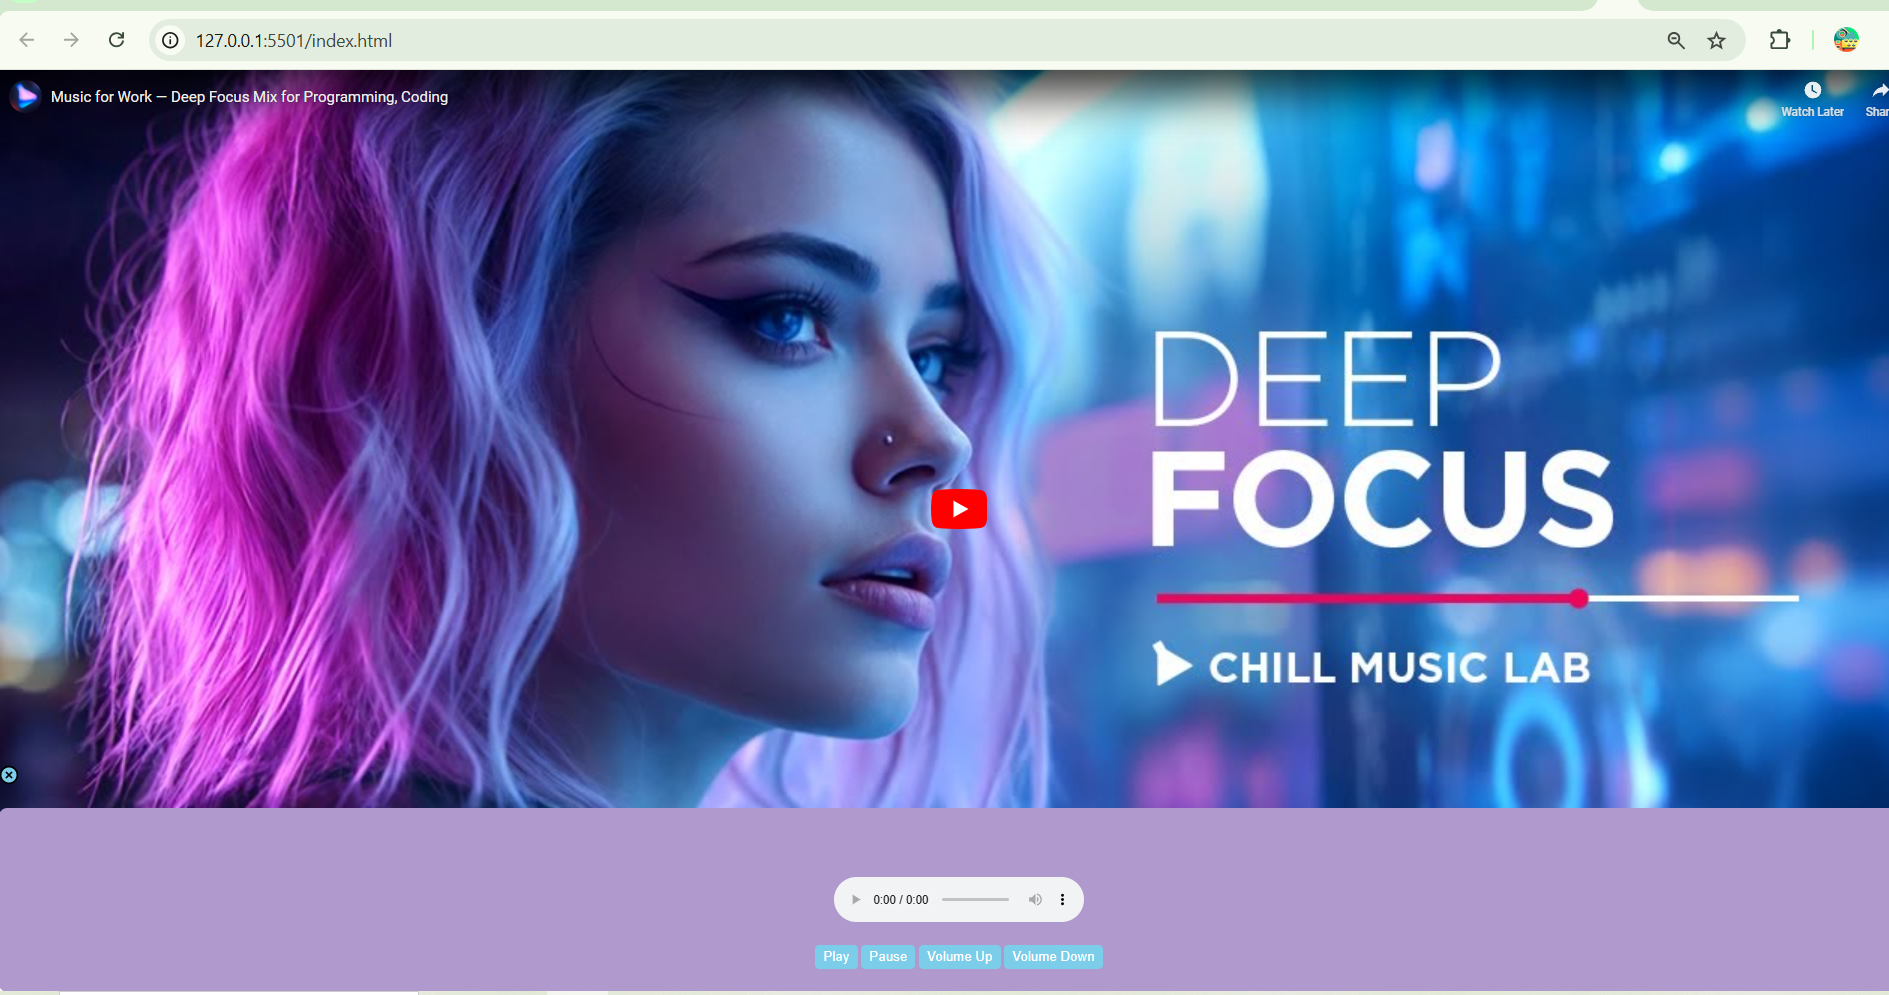 127.0.0.1:5501/index.html
Music for Work — Deep Focus Mix for Programming, Coding
Watch Later
Shar
DEEP
FOCUS
CHILL MUSIC LAB
0:00 / 0:00
Play Pause Volume Up Volume Down